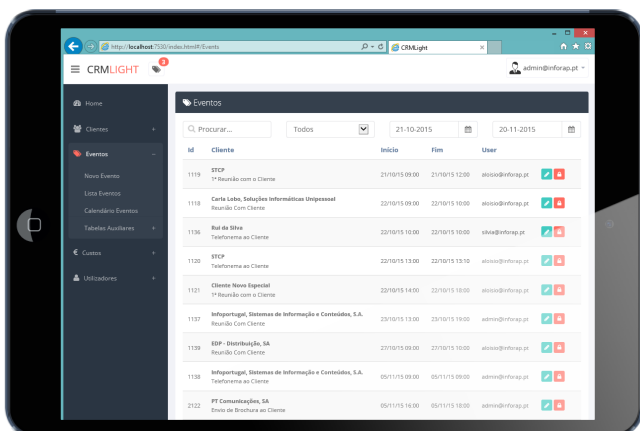 http://localhost:7530/index.html#/Events
CRMLight
CRMLIGHT
3
admin@inforap.pt
Home
Clientes +
Eventos −
Novo Evento
Lista Eventos
Calendário Eventos
Tabelas Auxiliares +
€ Custos +
Utilizadores +
Eventos
Procurar...
Todos
21-10-2015
20-11-2015
Id Cliente Início Fim User
1119 STCP 21/10/15 09:00 21/10/15 12:00 aloisio@inforap.pt
1ª Reunião com o Cliente
1118 Carla Lobo, Soluções Informáticas Unipessoal 22/10/15 09:00 22/10/15 10:00 aloisio@inforap.pt
Reunião Com Cliente
1136 Rui da Silva 22/10/15 10:00 22/10/15 10:00 silvia@inforap.pt
Telefonema ao Cliente
1120 STCP 22/10/15 13:00 22/10/15 13:10 aloisio@inforap.pt
Telefonema ao Cliente
1121 Cliente Novo Especial 22/10/15 14:00 22/10/15 18:00 aloisio@inforap.pt
1ª Reunião com o Cliente
1137 Infoportugal, Sistemas de Informação e Conteúdos, S.A. 23/10/15 13:00 23/10/15 19:00 admin@inforap.pt
Reunião Com Cliente
1139 EDP - Distribuição, SA 27/10/15 09:00 27/10/15 10:00 aloisio@inforap.pt
Reunião Com Cliente
1138 Infoportugal, Sistemas de Informação e Conteúdos, S.A. 05/11/15 09:00 05/11/15 09:00 admin@inforap.pt
Telefonema ao Cliente
2122 PT Comunicações, SA 05/11/15 16:00 05/11/15 18:00 admin@inforap.pt
Envio de Brochura ao Cliente